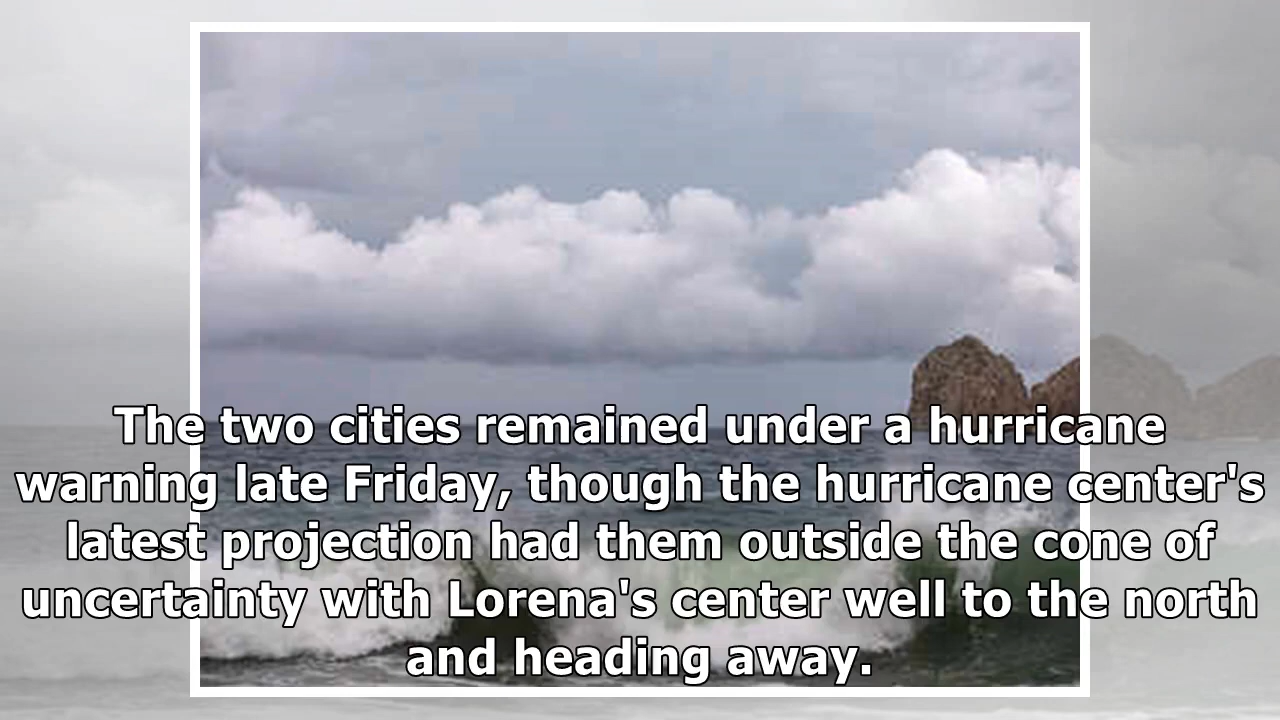 The two cities remained under a hurricane
warning late Friday, though the hurricane center's
latest projection had them outside the cone of
uncertainty with Lorena's center well to the north
and heading away.